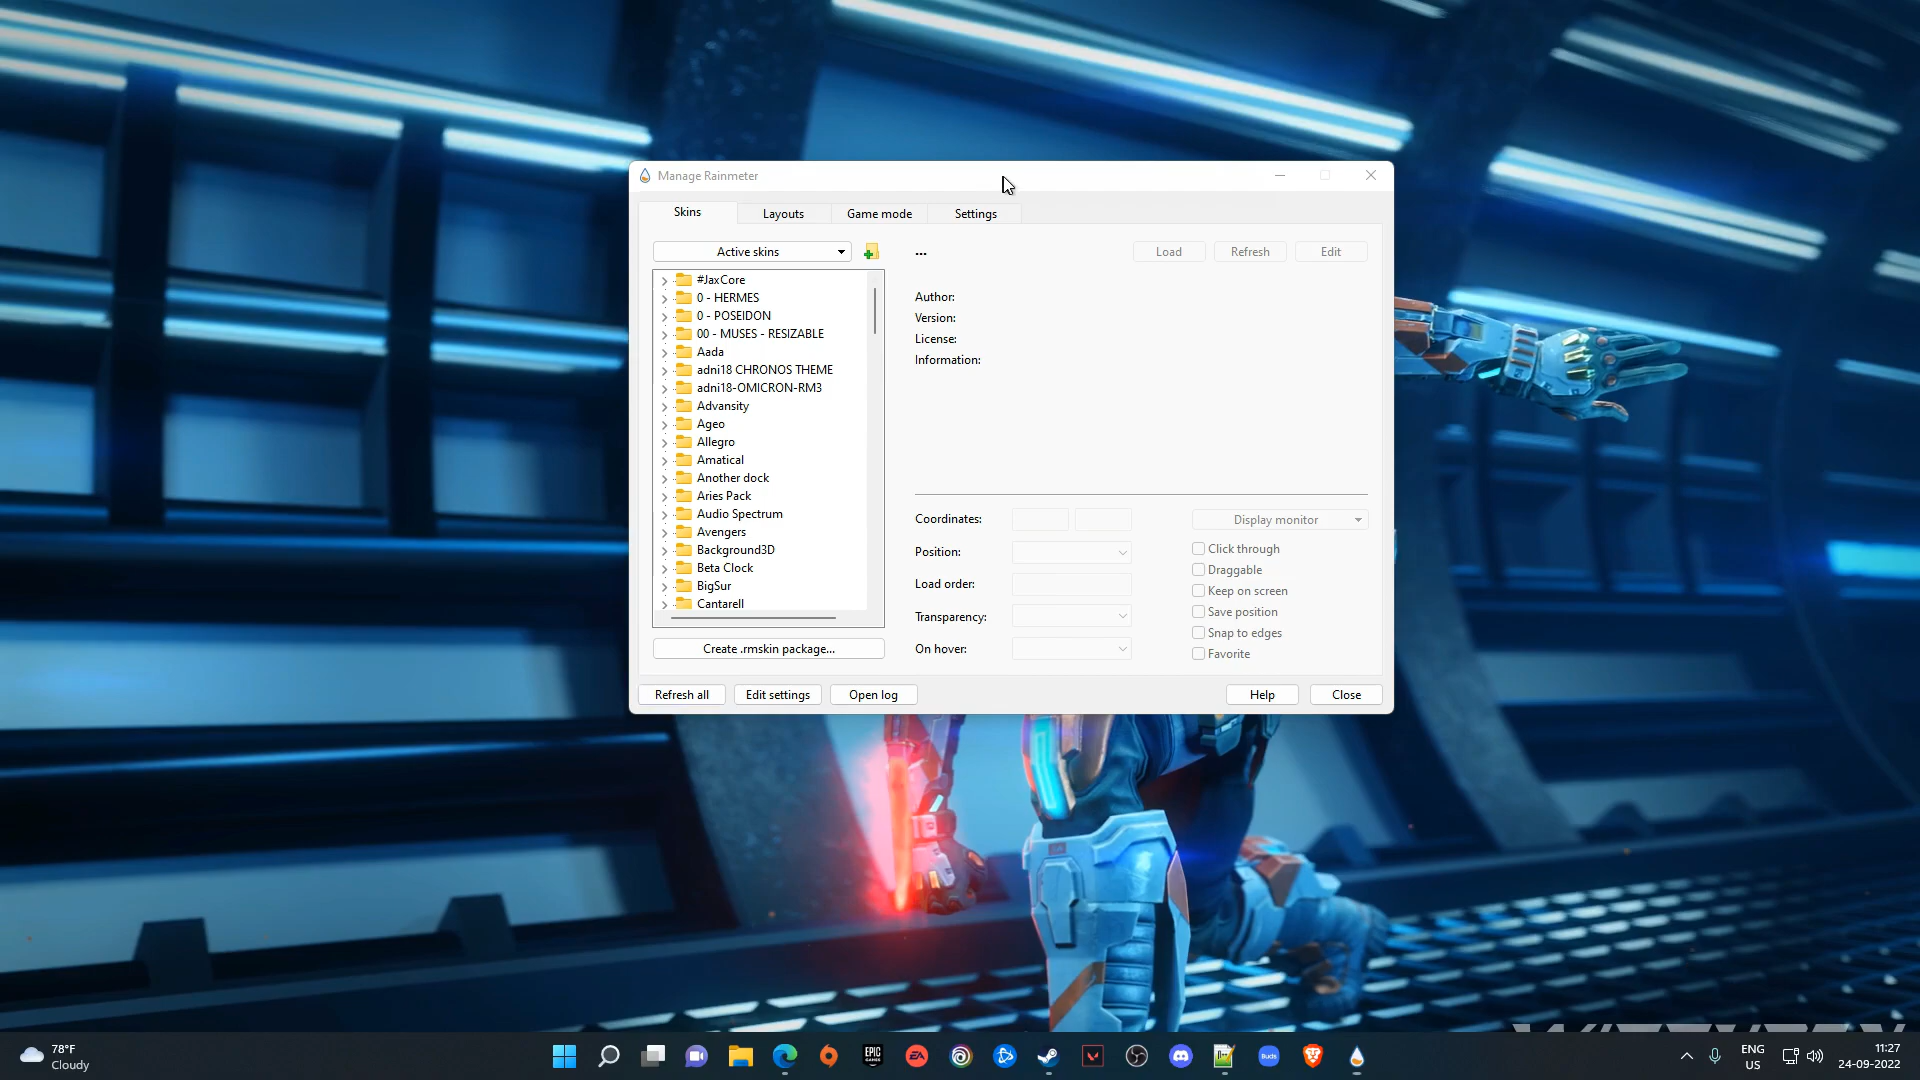 Manage Rainmeter
Skins
Layouts
Game mode
Settings
Active skins
...
Load
Refresh
Edit
#JaxCore
0 - HERMES
0 - POSEIDON
00 - MUSES - RESIZABLE
Aada
adni18 CHRONOS THEME
adni18-OMICRON-RM3
Advansity
Ageo
Allegro
Amatical
Another dock
Aries Pack
Audio Spectrum
Avengers
Background3D
Beta Clock
BigSur
Cantarell
Create .rmskin package...
Author:
Version:
License:
Information:
Coordinates:
Position:
Load order:
Transparency:
On hover:
Display monitor
Click through
Draggable
Keep on screen
Save position
Snap to edges
Favorite
Refresh all
Edit settings
Open log
Help
Close
78°F
Cloudy
EPIC
GAMES
EA
Buds
ENG
US
11:27
24-09-2022